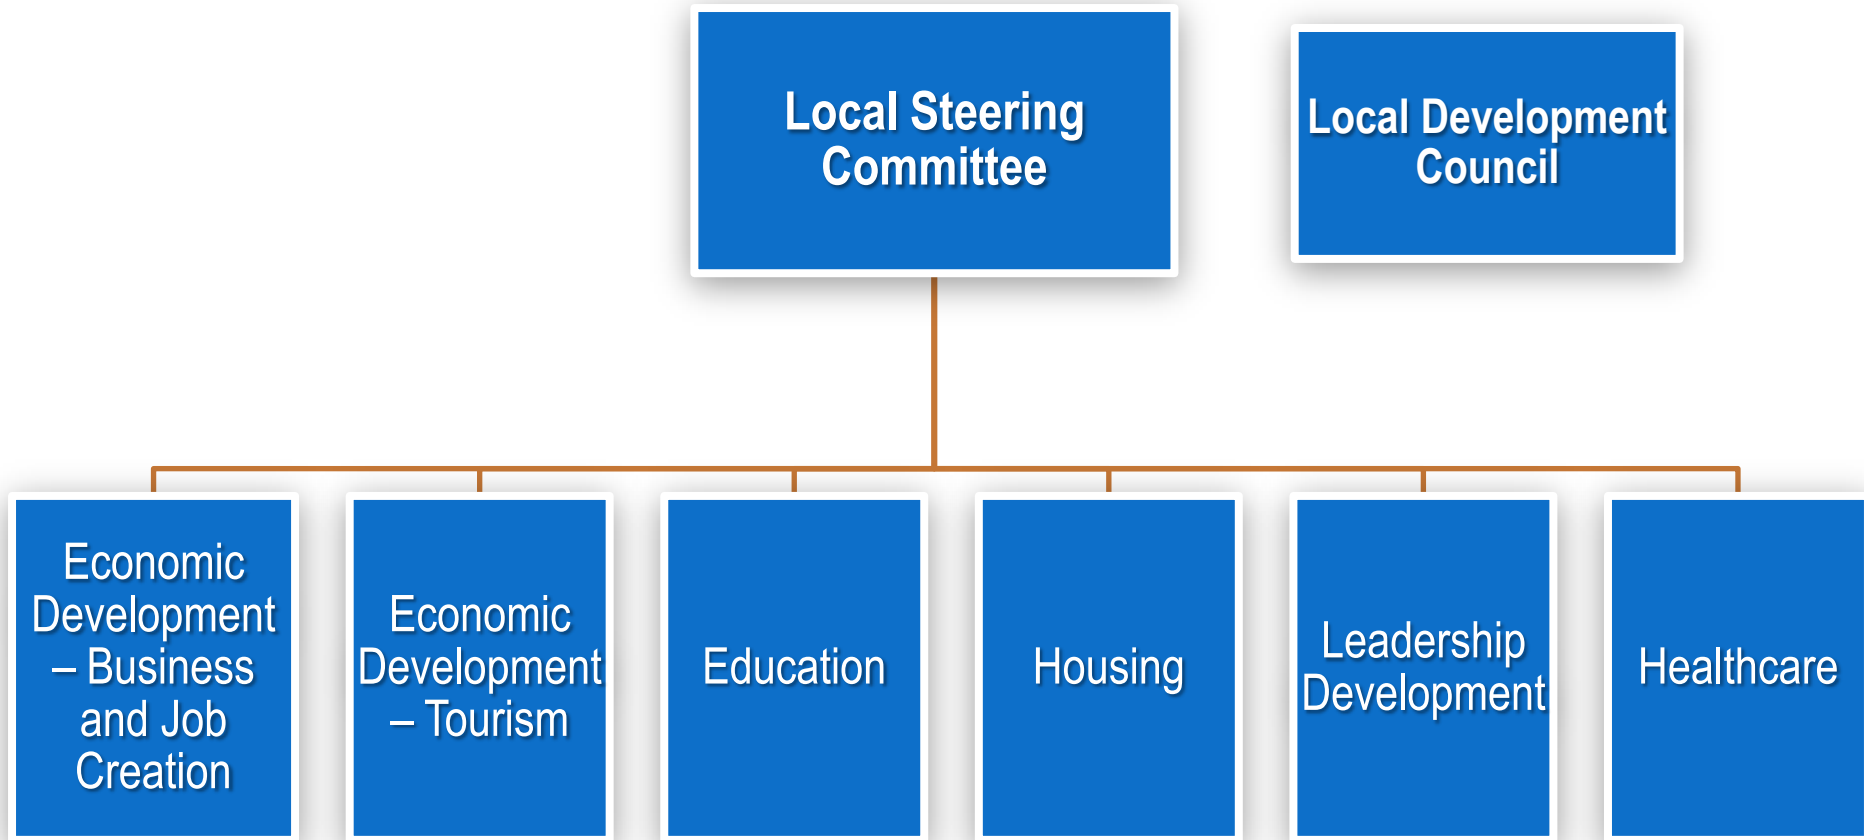 Local Steering
Committee
Local Development
Council
Economic
Development
– Business
and Job
Creation
Economic
Development
– Tourism
Education
Housing
Leadership
Development
Healthcare